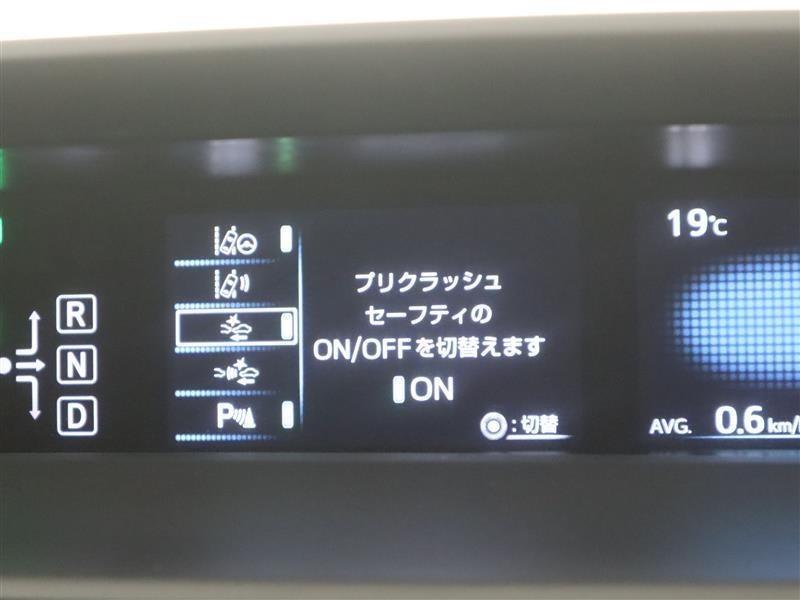 R
N
D
P
プリクラッシュ
セーフティの
ON/OFFを切替えます
ON
:切替
19℃
AVG. 0.6 km/